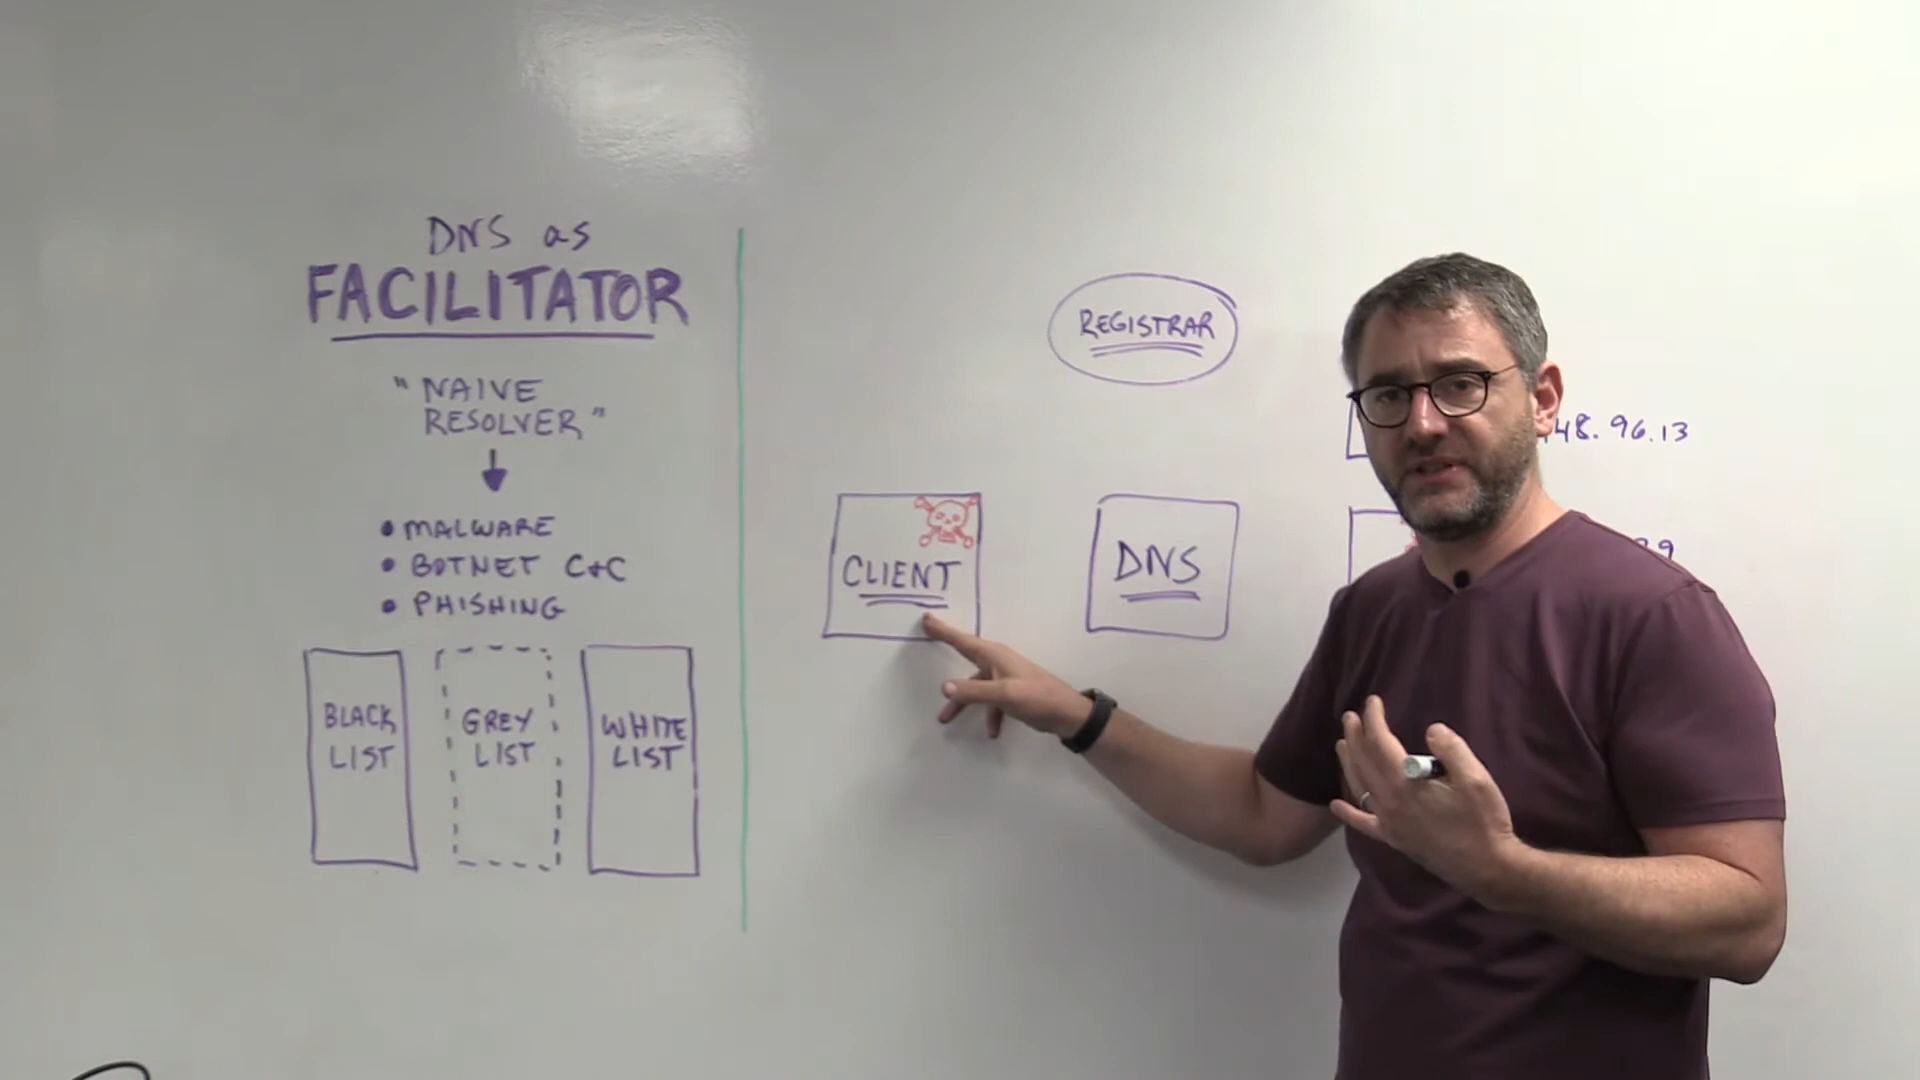 DNS as
FACILITATOR
"NAIVE
RESOLVER"
• MALWARE
• BOTNET C+C
• PHISHING
BLACK
LIST
GREY
LIST
WHITE
LIST
REGISTRAR
CLIENT
DNS
48.96.13